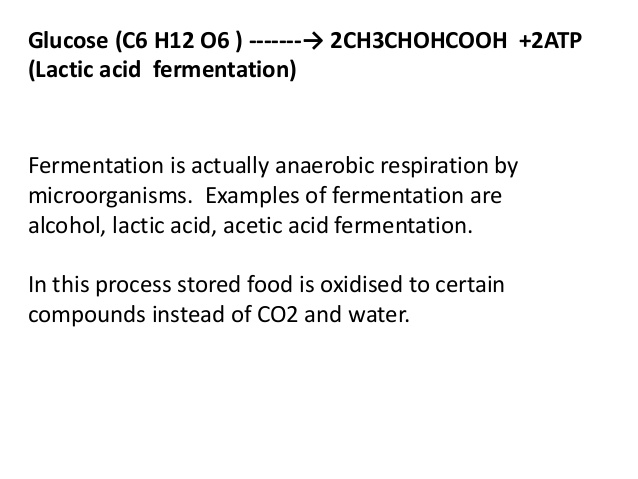 Glucose (C6 H12 O6 ) -------→ 2CH3CHOHCOOH +2ATP
(Lactic acid fermentation)
Fermentation is actually anaerobic respiration by
microorganisms. Examples of fermentation are
alcohol, lactic acid, acetic acid fermentation.
In this process stored food is oxidised to certain
compounds instead of CO2 and water.